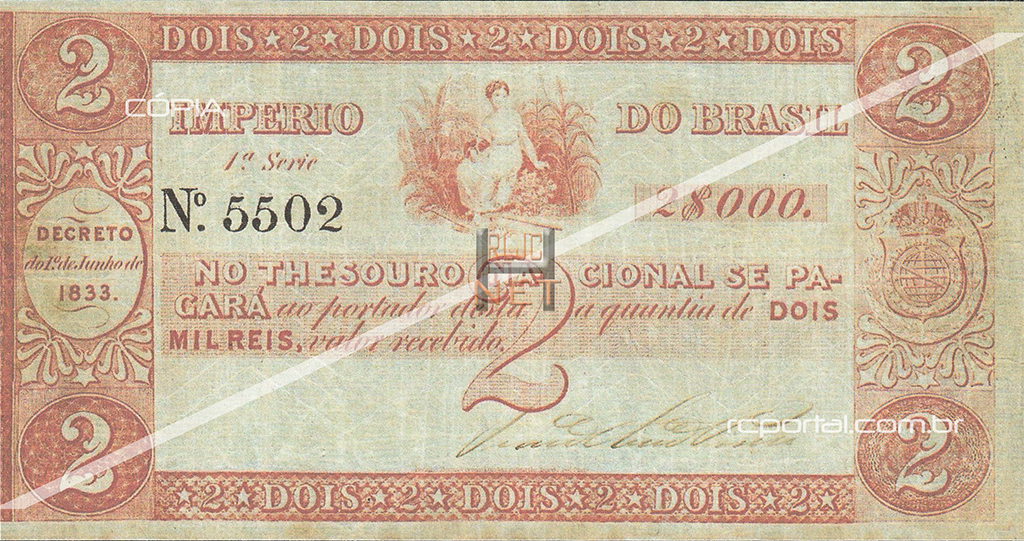 2 DOIS ★ 2 ★ DOIS ★ 2 ★ DOIS ★ 2 ★ DOIS 2
CÓPIA
IMPERIO DO BRASIL
1ª Serie
Nº. 5502 2$000.
DECRETO
do 1º. de Junho de
1833.
NO THESOURO NACIONAL SE PA-
GARÁ ao portador desta a quantia de DOIS
MIL REIS, valor recebido.
2
rcportal.com.br
2 ★ 2 ★ DOIS ★ 2 ★ DOIS ★ 2 ★ DOIS ★ 2 ★ 2